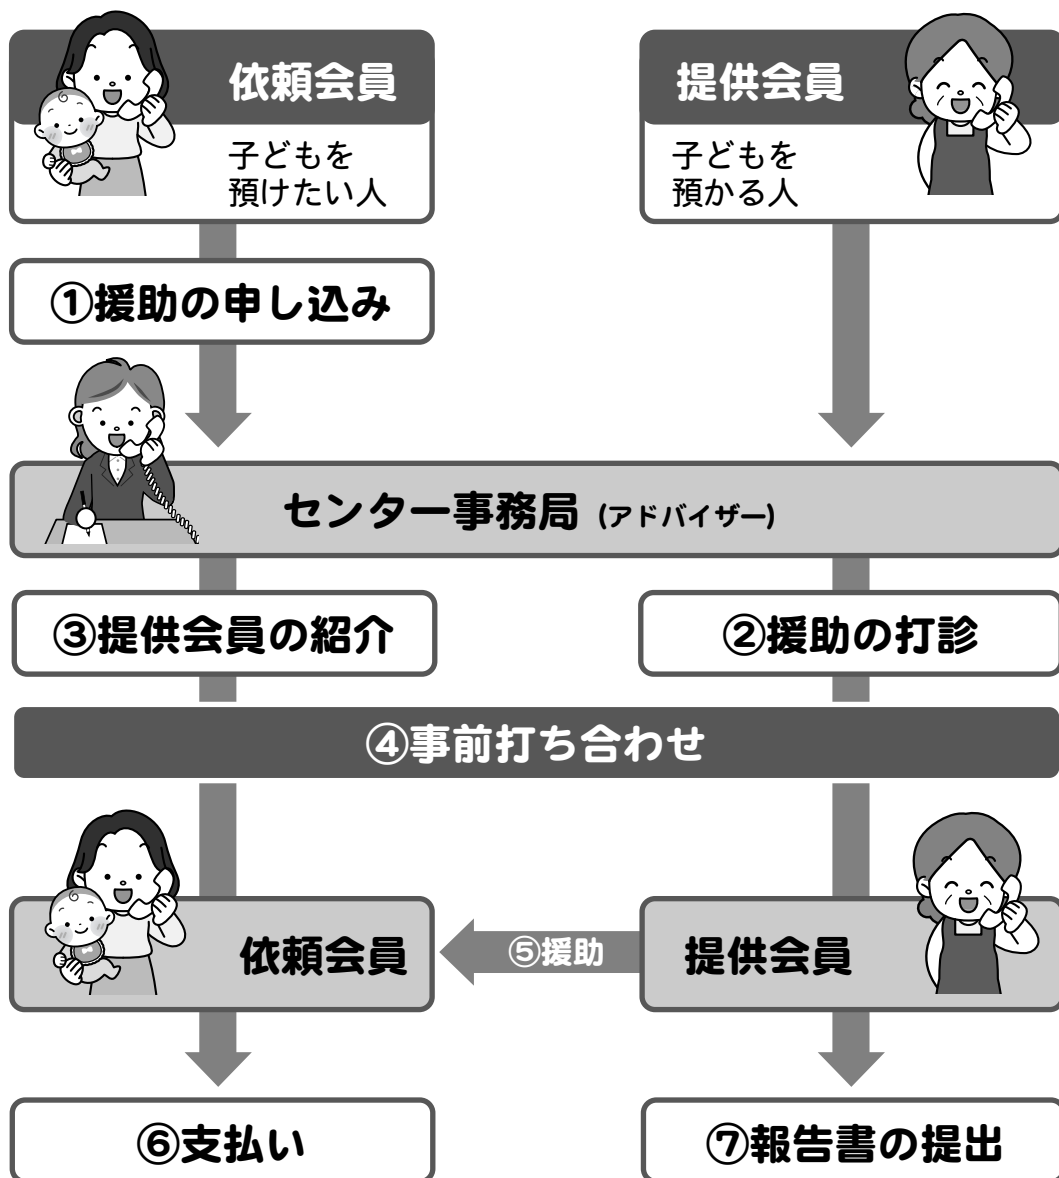 依頼会員
子どもを
預けたい人
提供会員
子どもを
預かる人
①援助の申し込み
センター事務局 (アドバイザー)
③提供会員の紹介
②援助の打診
④事前打ち合わせ
依頼会員
⑤援助
提供会員
⑥支払い
⑦報告書の提出